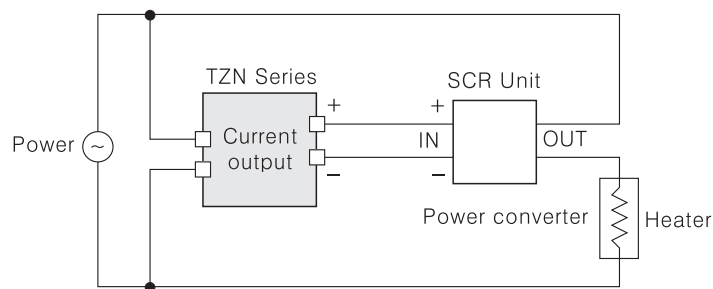 TZN Series
SCR Unit
+
+
Power
~
Current
output
IN
OUT
−
−
Power converter
Heater